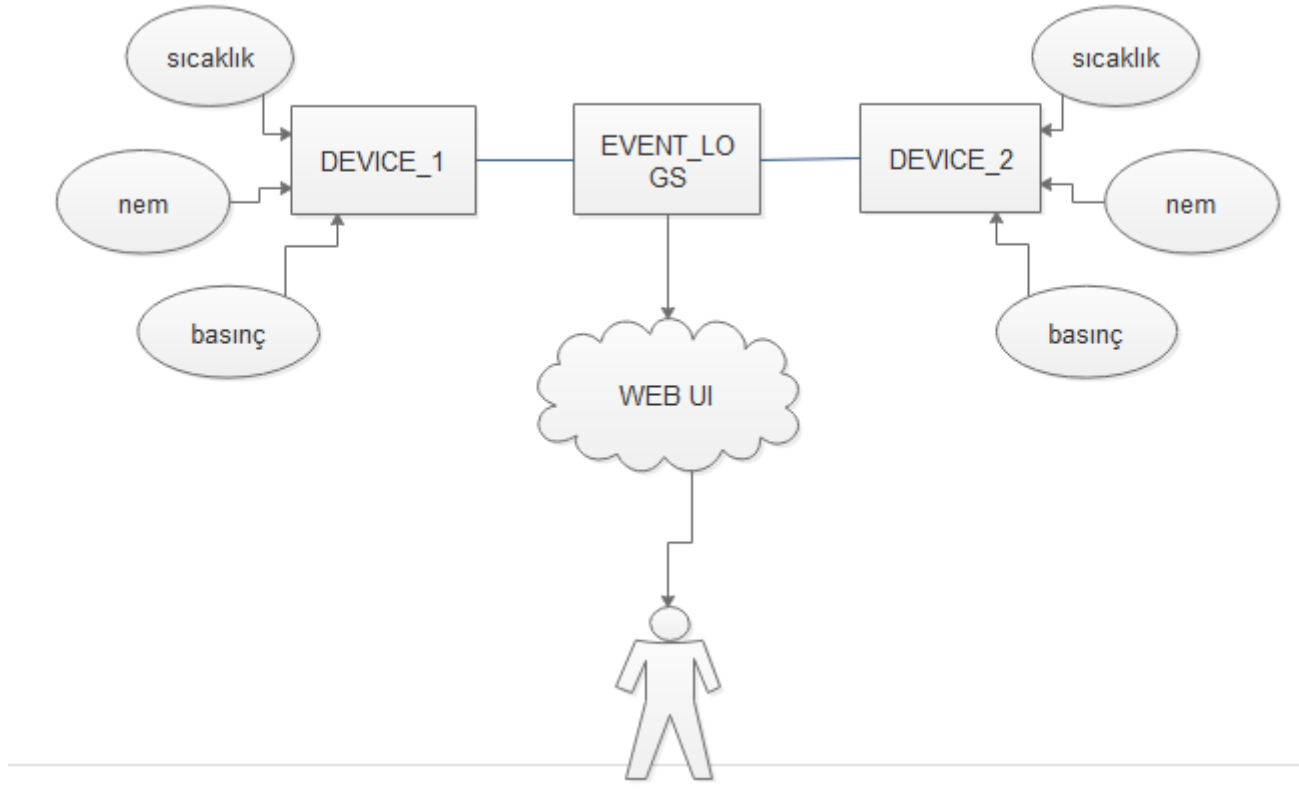 sıcaklık
sıcaklık
DEVICE_1
EVENT_LO
GS
DEVICE_2
nem
nem
basınç
basınç
WEB UI